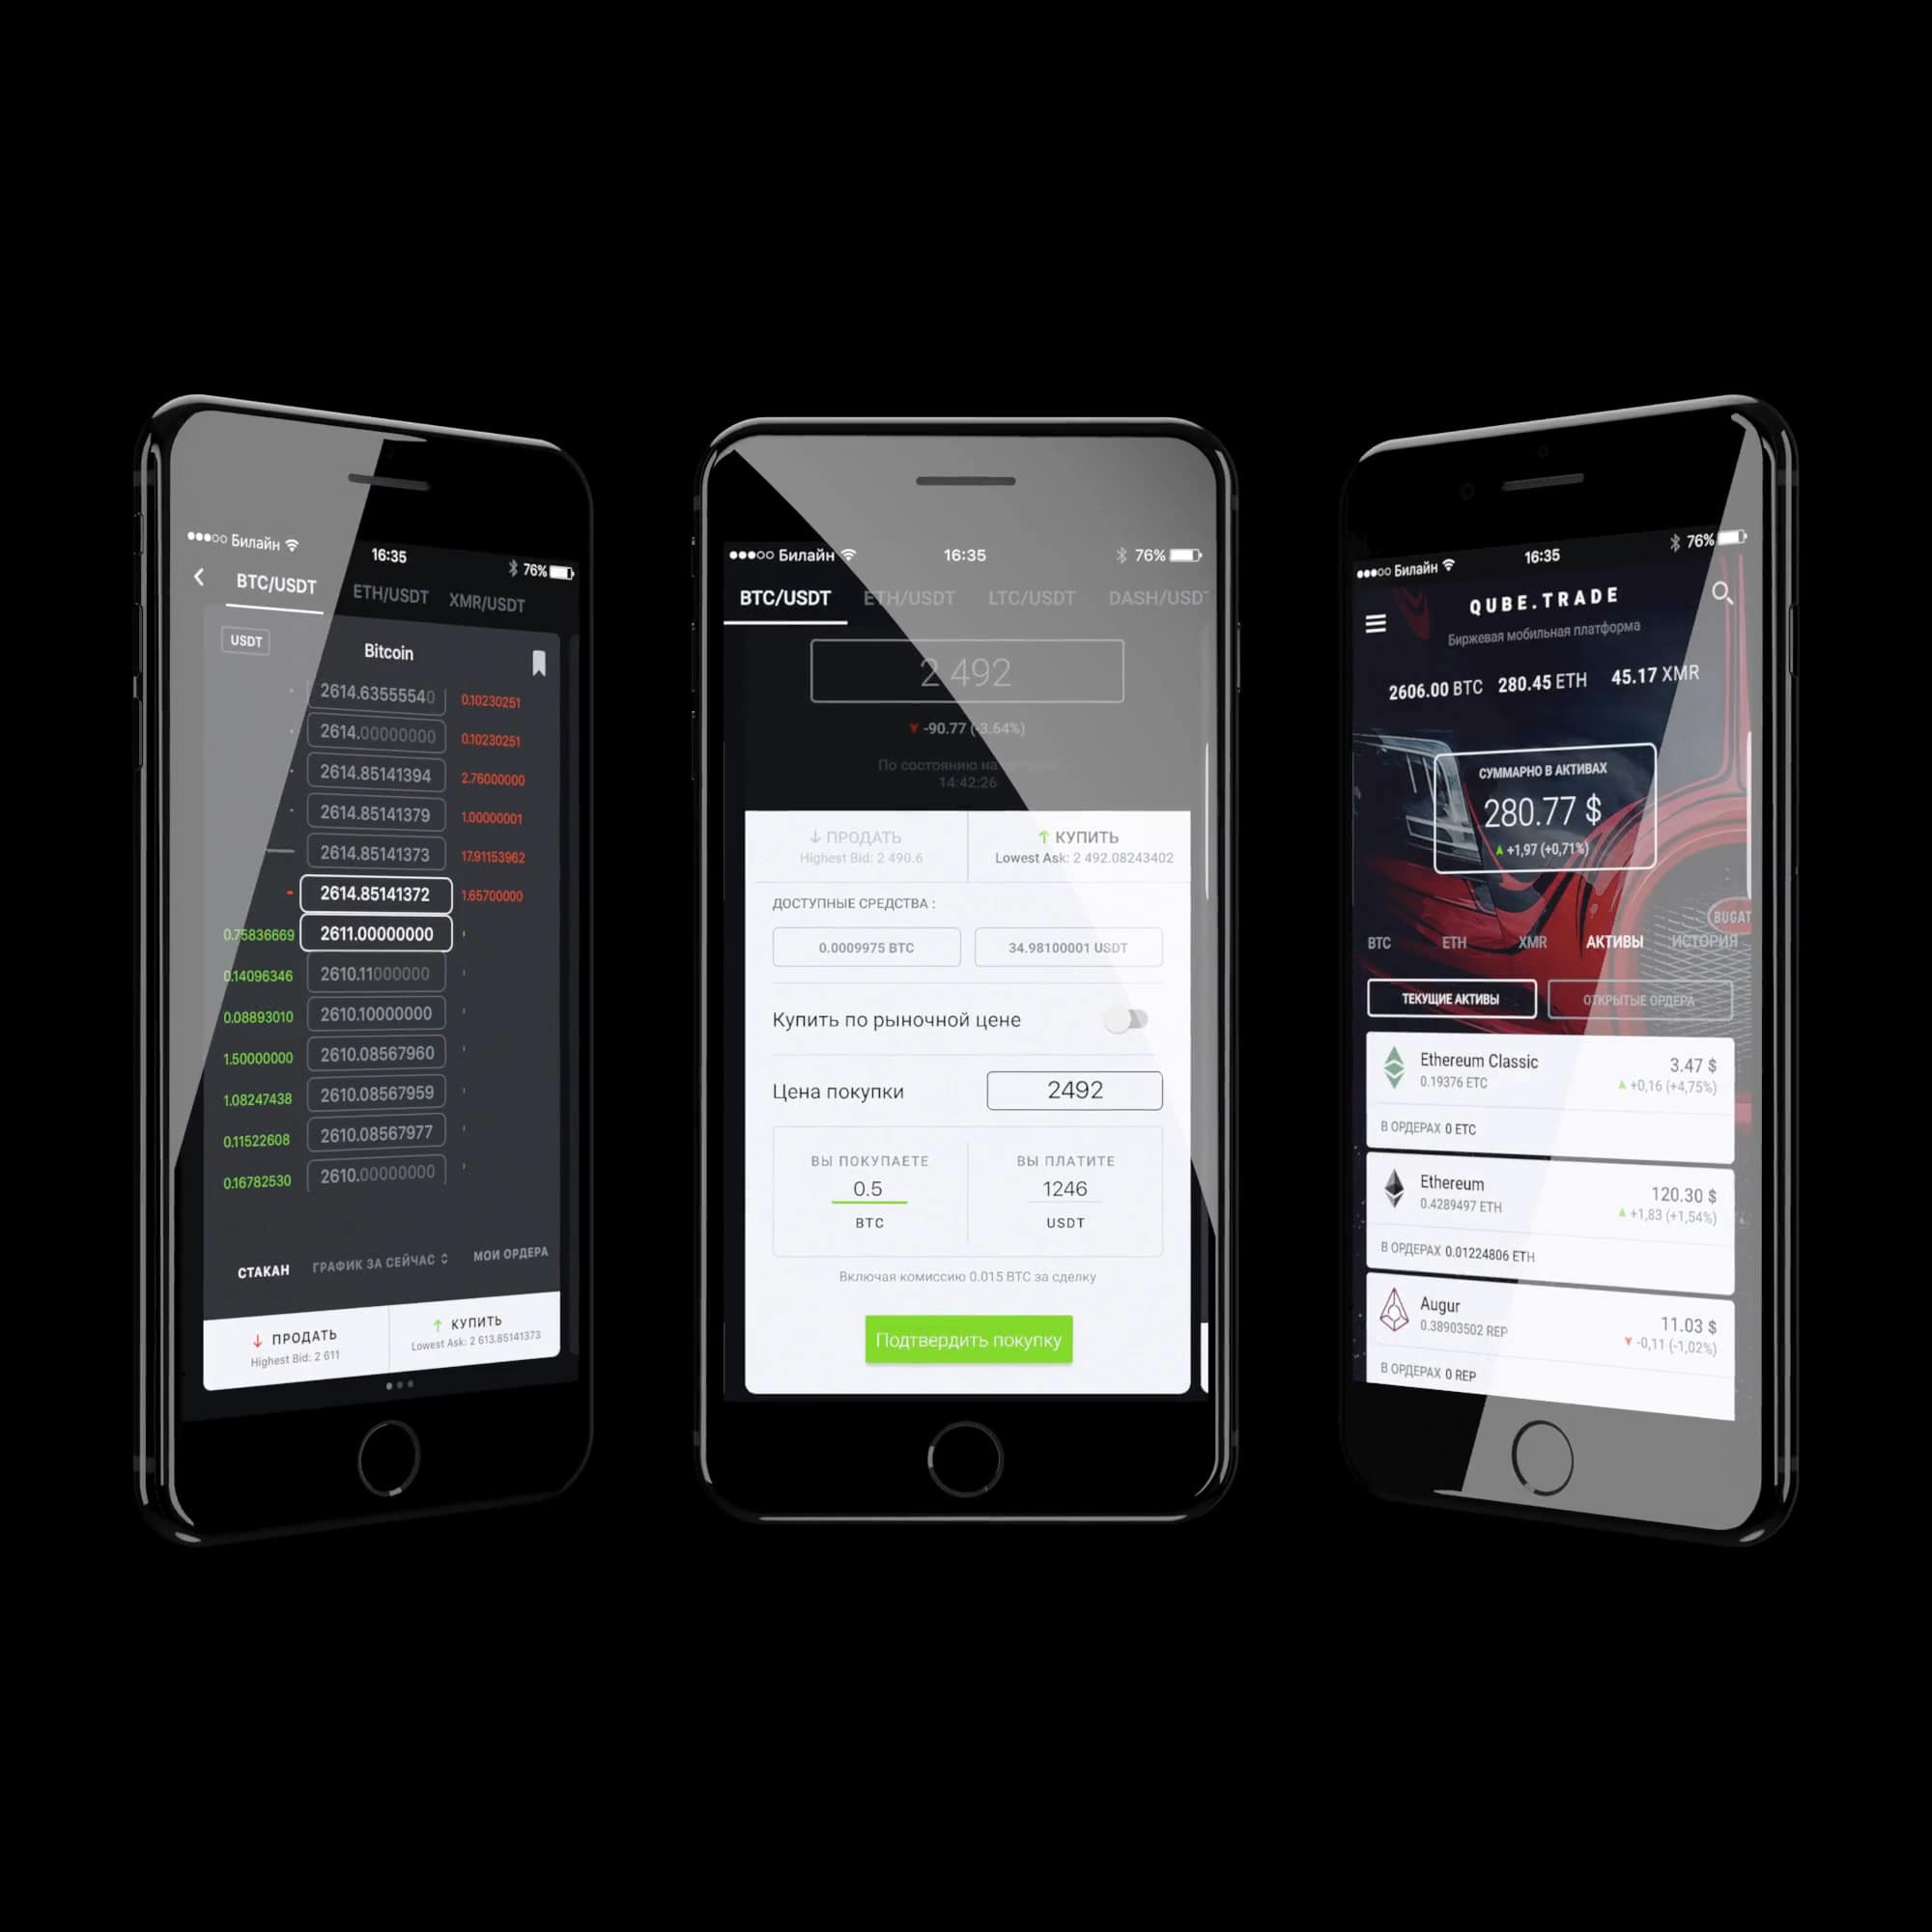 Билайн 16:35 76%
BTC/USDT ETH/USDT XMR/USDT
USDT Bitcoin
2614.63555540 0.10230251
2614.00000000 0.10230251
2614.85141394 2.76000000
2614.85141379 1.00000001
2614.85141373 17.91153962
2614.85141372 1.65700000
0.75836669 2611.00000000
0.14096346 2610.11000000
0.08893010 2610.10000000
1.50000000 2610.08567960
1.08247438 2610.08567959
0.11522608 2610.08567977
0.16782530 2610.00000000
СТАКАН ГРАФИК ЗА СЕЙЧАС МОИ ОРДЕРА
↓ ПРОДАТЬ ↑ КУПИТЬ
Highest Bid: 2 611 Lowest Ask: 2 613.85141373
Билайн 16:35 76%
BTC/USDT ETH/USDT LTC/USDT DASH/USDT
2 492
-90.77 (-3.64%)
По состоянию на
14:42:26
↓ ПРОДАТЬ ↑ КУПИТЬ
Highest Bid: 2 490.6 Lowest Ask: 2 492.08243402
ДОСТУПНЫЕ СРЕДСТВА :
0.0009975 BTC 34.98100001 USDT
Купить по рыночной цене
Цена покупки 2492
ВЫ ПОКУПАЕТЕ ВЫ ПЛАТИТЕ
0.5 1246
BTC USDT
Включая комиссию 0.015 BTC за сделку
Подтвердить покупку
Билайн 16:35 76%
QUBE.TRADE
Биржевая мобильная платформа
2606.00 BTC 280.45 ETH 45.17 XMR
СУММАРНО В АКТИВАХ
280.77 $
+1,97 (+0,71%)
BUGAT
BTC ETH XMR АКТИВЫ ИСТОРИЯ
ТЕКУЩИЕ АКТИВЫ ОТКРЫТЫЕ ОРДЕРА
Ethereum Classic 3.47 $
0.19376 ETC +0,16 (+4,75%)
В ОРДЕРАХ 0 ETC
Ethereum 120.30 $
0.4289497 ETH +1,83 (+1,54%)
В ОРДЕРАХ 0.01224806 ETH
Augur 11.03 $
0.38903502 REP -0,11 (-1,02%)
В ОРДЕРАХ 0 REP